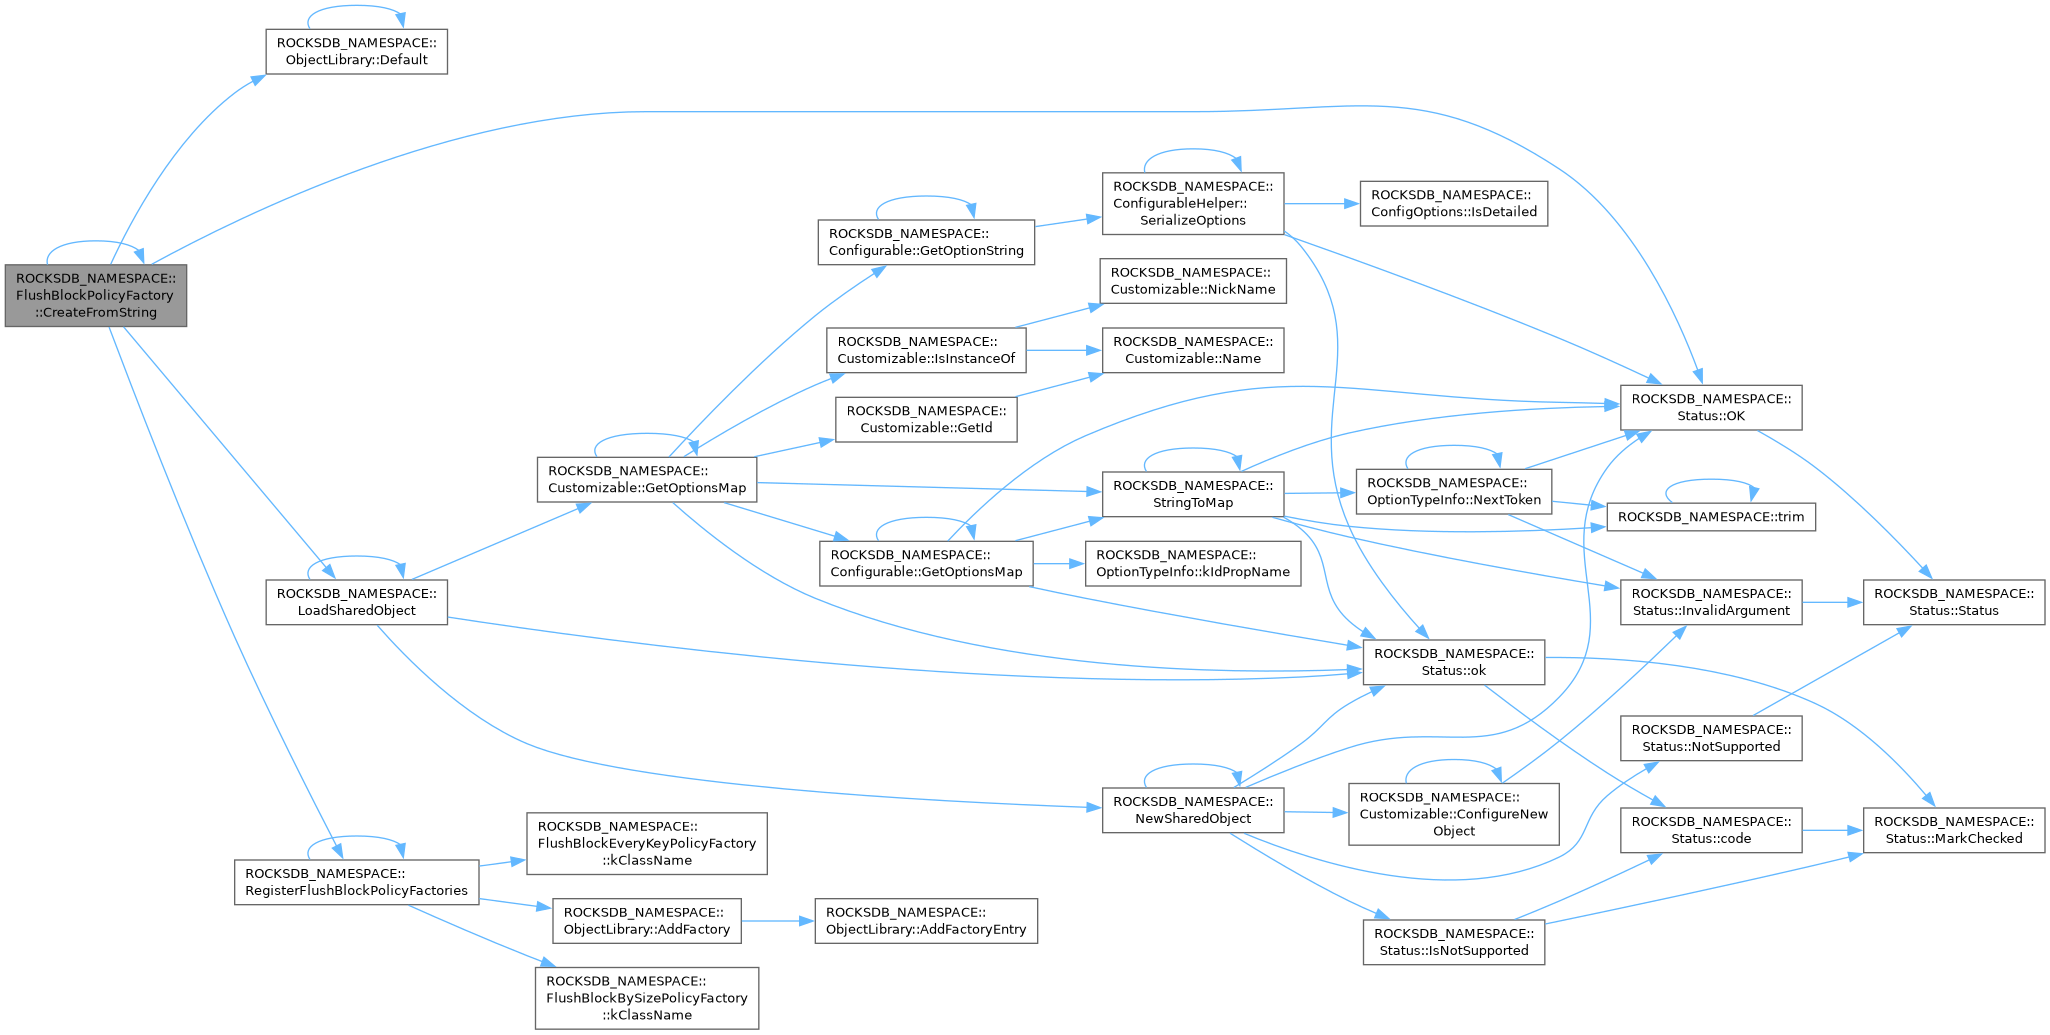 ROCKSDB_NAMESPACE::
ObjectLibrary::Default
ROCKSDB_NAMESPACE::
FlushBlockPolicyFactory
::CreateFromString
ROCKSDB_NAMESPACE::
LoadSharedObject
ROCKSDB_NAMESPACE::
RegisterFlushBlockPolicyFactories
ROCKSDB_NAMESPACE::
Customizable::GetOptionsMap
ROCKSDB_NAMESPACE::
FlushBlockEveryKeyPolicyFactory
::kClassName
ROCKSDB_NAMESPACE::
ObjectLibrary::AddFactory
ROCKSDB_NAMESPACE::
FlushBlockBySizePolicyFactory
::kClassName
ROCKSDB_NAMESPACE::
Configurable::GetOptionString
ROCKSDB_NAMESPACE::
Customizable::IsInstanceOf
ROCKSDB_NAMESPACE::
Customizable::GetId
ROCKSDB_NAMESPACE::
Configurable::GetOptionsMap
ROCKSDB_NAMESPACE::
ObjectLibrary::AddFactoryEntry
ROCKSDB_NAMESPACE::
ConfigurableHelper::
SerializeOptions
ROCKSDB_NAMESPACE::
Customizable::NickName
ROCKSDB_NAMESPACE::
Customizable::Name
ROCKSDB_NAMESPACE::
StringToMap
ROCKSDB_NAMESPACE::
OptionTypeInfo::kIdPropName
ROCKSDB_NAMESPACE::
NewSharedObject
ROCKSDB_NAMESPACE::
ConfigOptions::IsDetailed
ROCKSDB_NAMESPACE::
OptionTypeInfo::NextToken
ROCKSDB_NAMESPACE::
Status::ok
ROCKSDB_NAMESPACE::
Customizable::ConfigureNew
Object
ROCKSDB_NAMESPACE::
Status::IsNotSupported
ROCKSDB_NAMESPACE::
Status::OK
ROCKSDB_NAMESPACE::trim
ROCKSDB_NAMESPACE::
Status::InvalidArgument
ROCKSDB_NAMESPACE::
Status::NotSupported
ROCKSDB_NAMESPACE::
Status::code
ROCKSDB_NAMESPACE::
Status::Status
ROCKSDB_NAMESPACE::
Status::MarkChecked